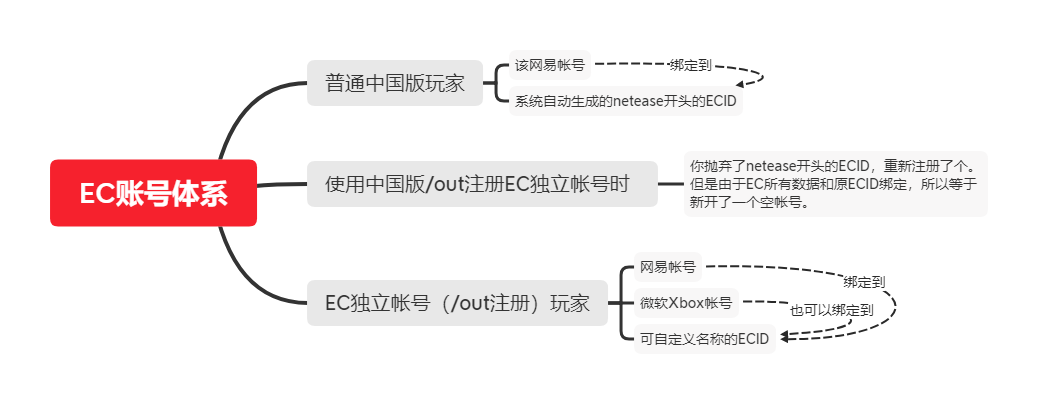 EC账号体系
普通中国版玩家
该网易帐号
绑定到
系统自动生成的netease开头的ECID
使用中国版/out注册EC独立帐号时
你抛弃了netease开头的ECID，重新注册了个。
但是由于EC所有数据和原ECID绑定，所以等于
新开了一个空帐号。
EC独立帐号（/out注册）玩家
网易帐号
绑定到
微软Xbox帐号
也可以绑定到
可自定义名称的ECID